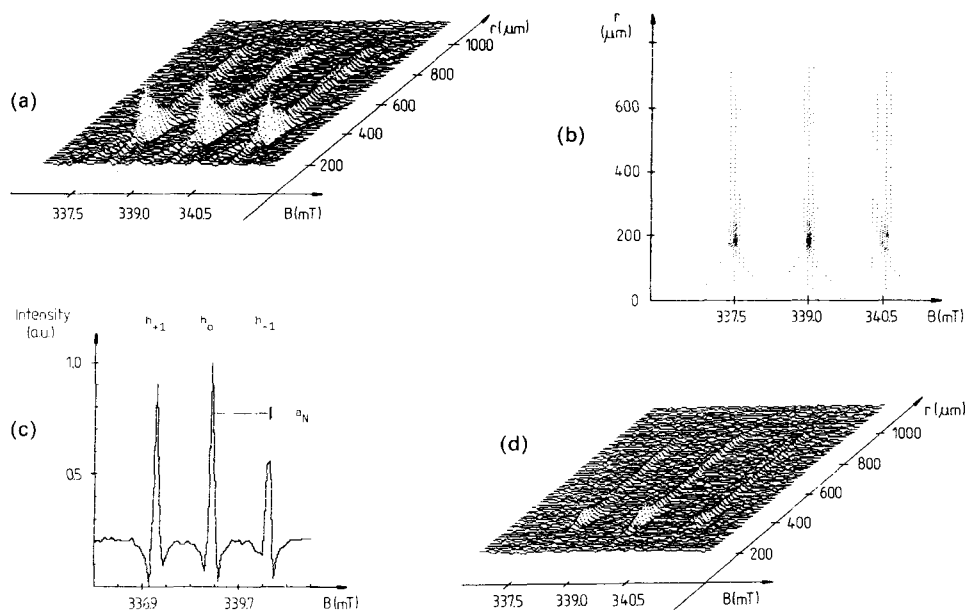 (a)
r(μm)
1000
800
600
400
200
337.5 339.0 340.5 B(mT)
(b)
r
(μm)
600
400
200
0
337.5 339.0 340.5 B(mT)
(c)
Intensity
(a.u.)
h+1 h0 h-1
1,0
aN
0,5
336.9 339.7 B(mT)
(d)
r(μm)
1000
800
600
400
200
337.5 339.0 340.5 B(mT)